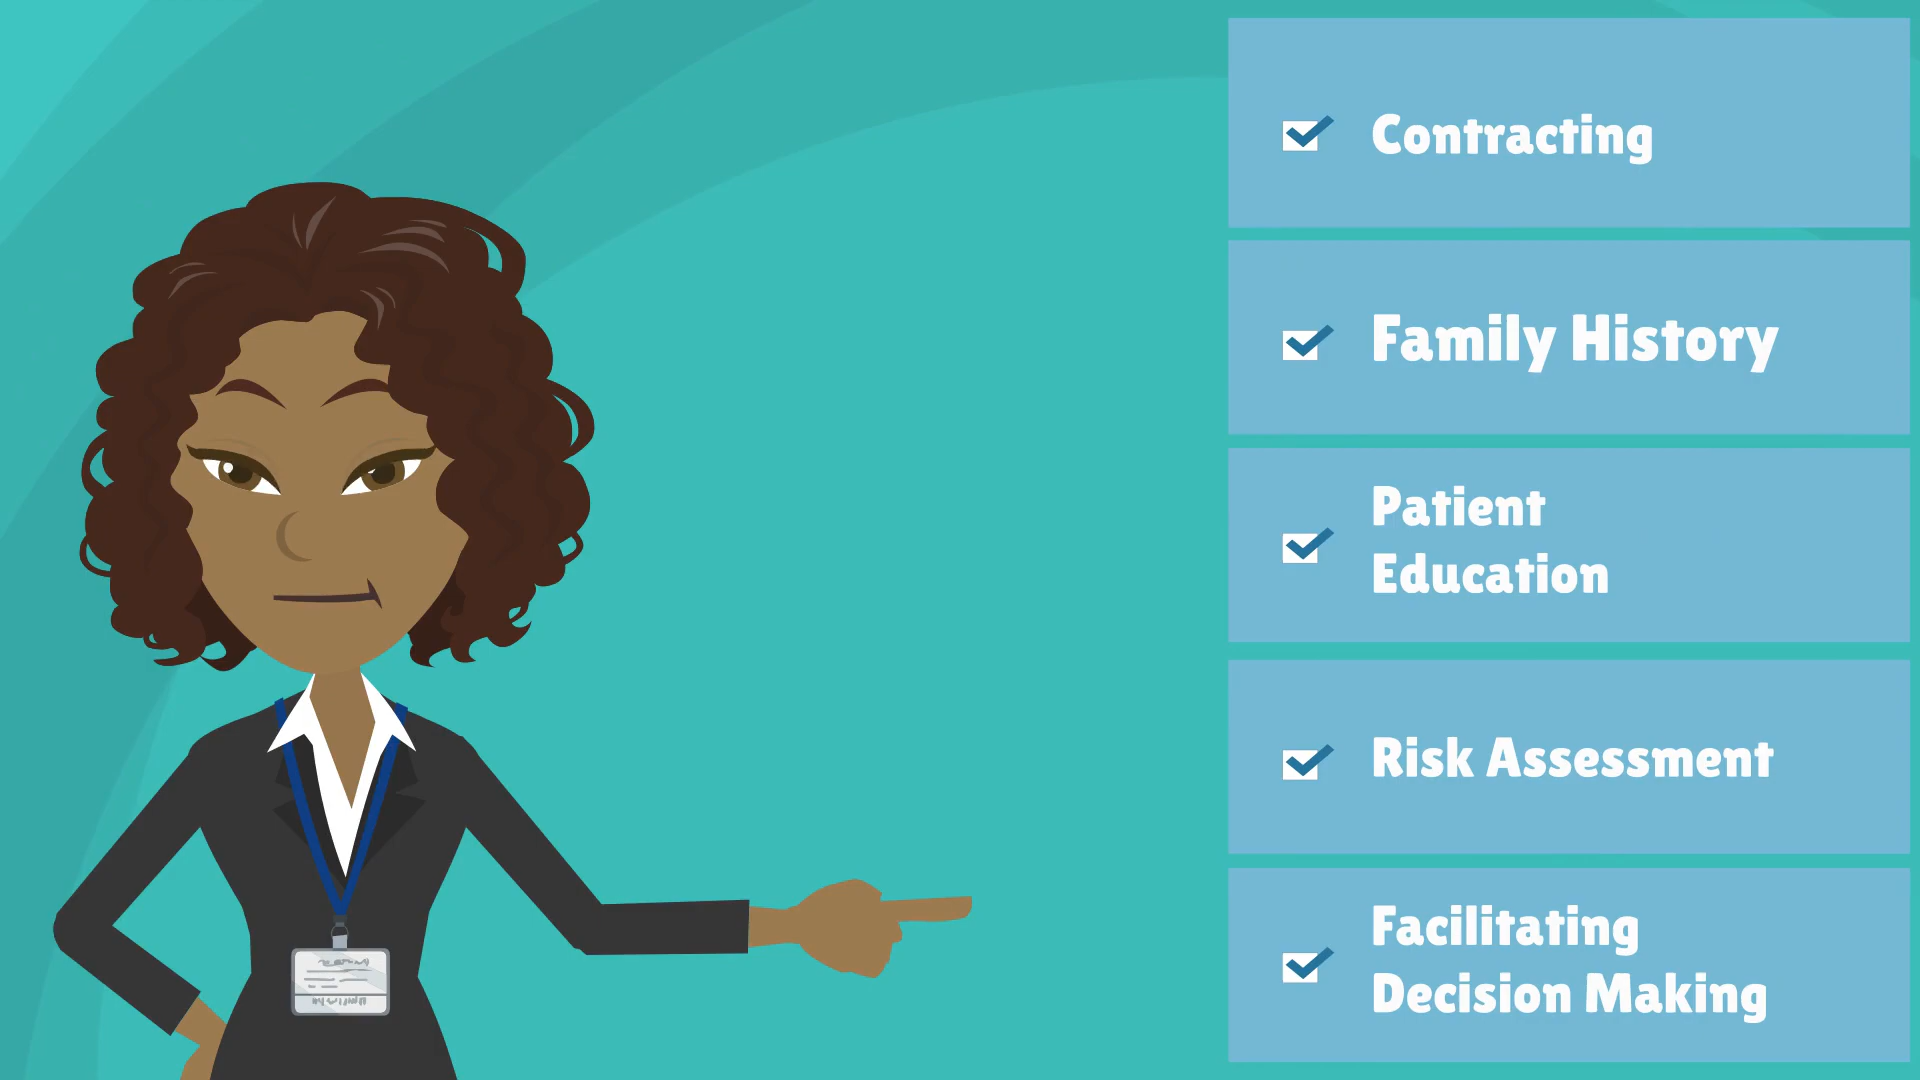 Contracting
Family History
Patient
Education
Risk Assessment
Facilitating
Decision Making